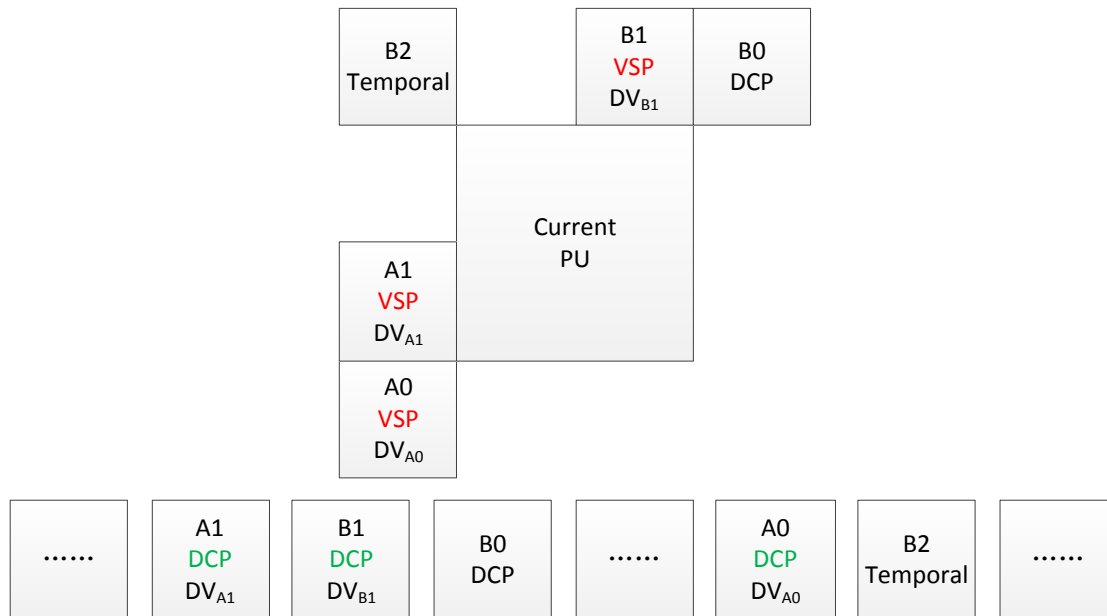 B2
Temporal
B1
VSP
DV_B1
B0
DCP
Current
PU
A1
VSP
DV_A1
A0
VSP
DV_A0
......
A1
DCP
DV_A1
B1
DCP
DV_B1
B0
DCP
......
A0
DCP
DV_A0
B2
Temporal
......